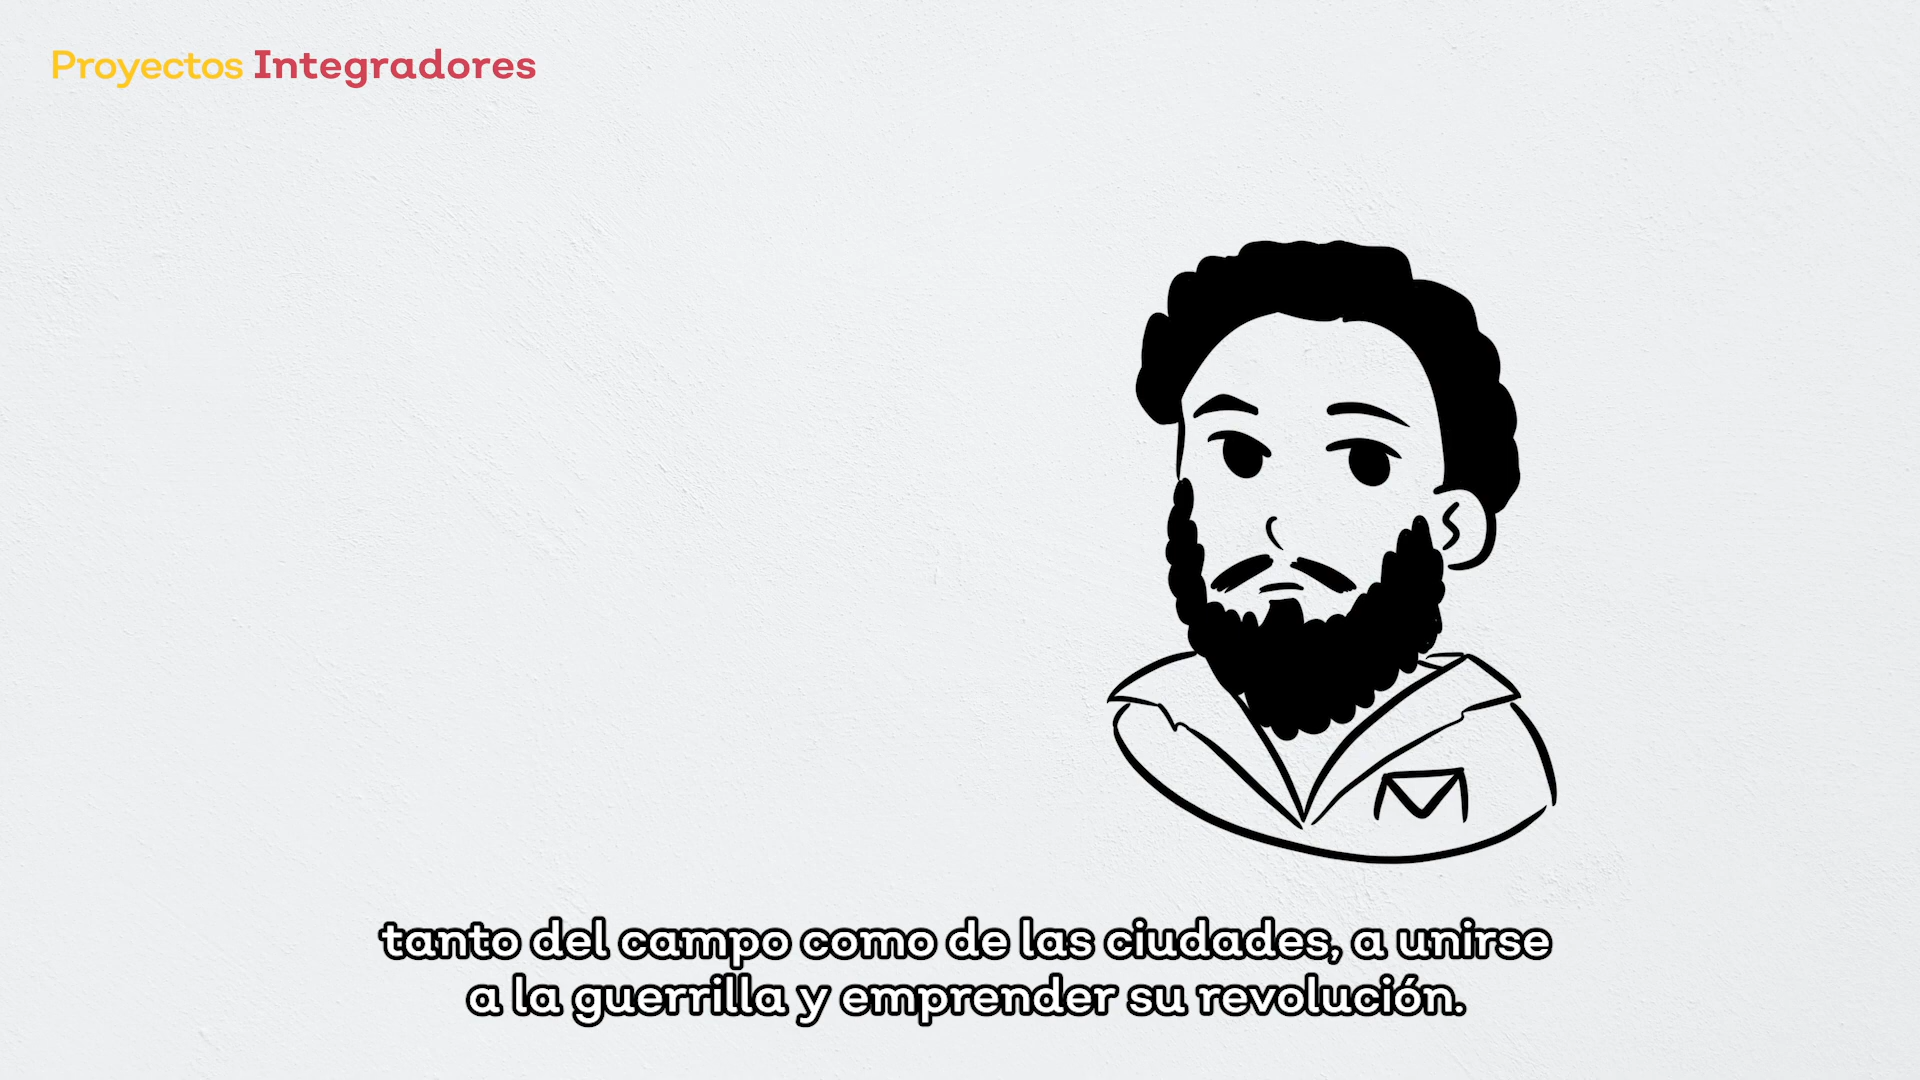 Proyectos Integradores
tanto del campo como de las ciudades, a unirse
a la guerrilla y emprender su revolución.